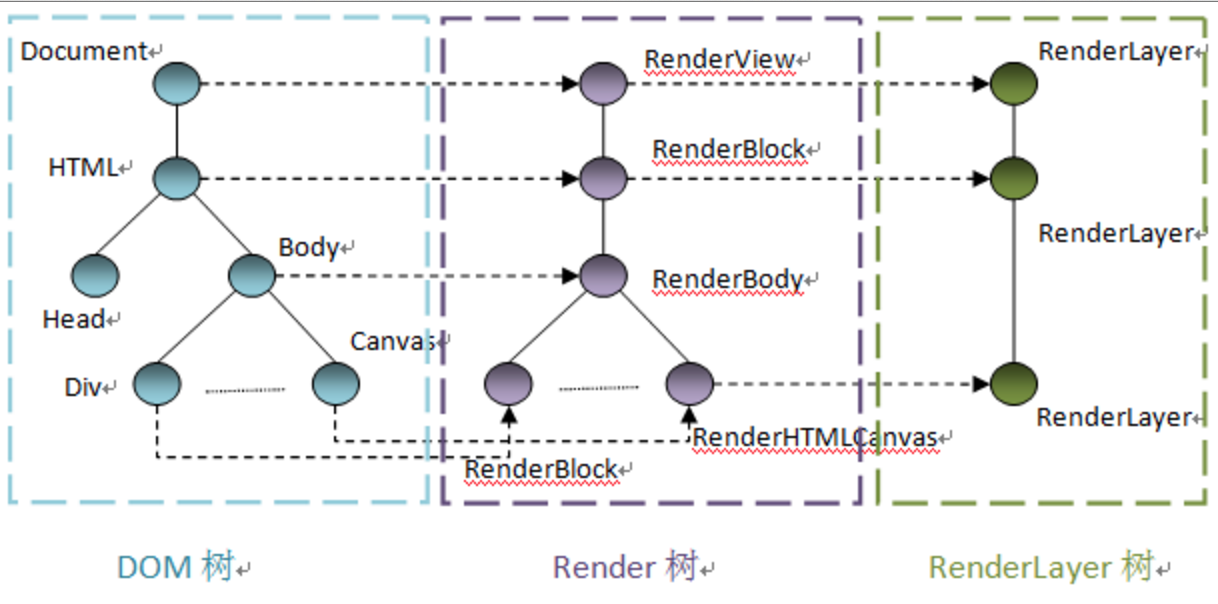 Document
RenderView
RenderLayer
HTML
RenderBlock
RenderLayer
Body
RenderBody
Head
Canvas
Div
RenderLayer
RenderHTMLCanvas
RenderBlock
DOM 树
Render 树
RenderLayer 树